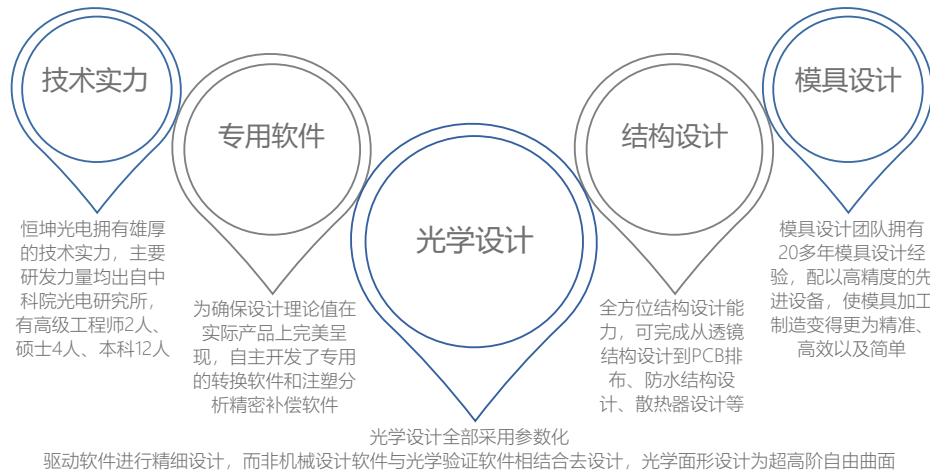 技术实力
恒坤光电拥有雄厚
的技术实力，主要
研发力量均出自中
科院光电研究所，
有高级工程师2人、
硕士4人、本科12人
专用软件
为确保设计理论值在
实际产品上完美呈
现，自主开发了专用
的转换软件和注塑分
析精密补偿软件
光学设计
光学设计全部采用参数化
驱动软件进行精细设计，而非机械设计软件与光学验证软件相结合去设计，光学面形设计为超高阶自由曲面
结构设计
全方位结构设计能
力，可完成从透镜
结构设计到PCB排
布、防水结构设
计、散热器设计等
模具设计
模具设计团队拥有
20多年模具设计经
验，配以高精度的先
进设备，使模具加工
制造变得更为精准、
高效以及简单